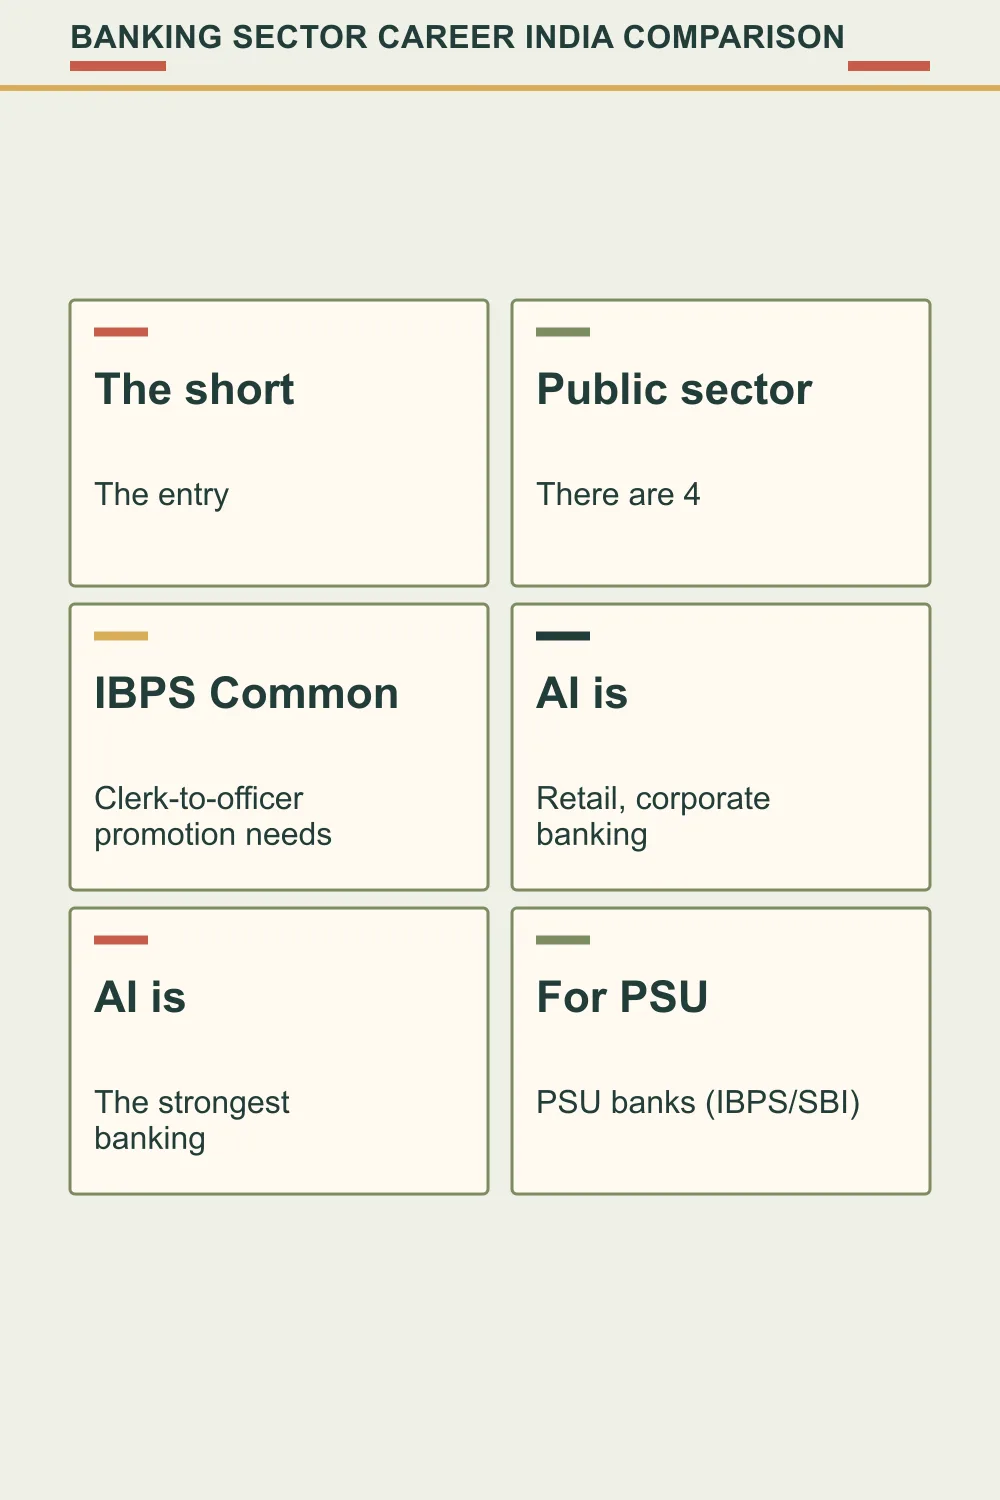 BANKING SECTOR CAREER INDIA COMPARISON
The short
The entry
Public sector
There are 4
IBPS Common
Clerk-to-officer
promotion needs
AI is
Retail, corporate
banking
AI is
The strongest
banking
For PSU
PSU banks (IBPS/SBI)